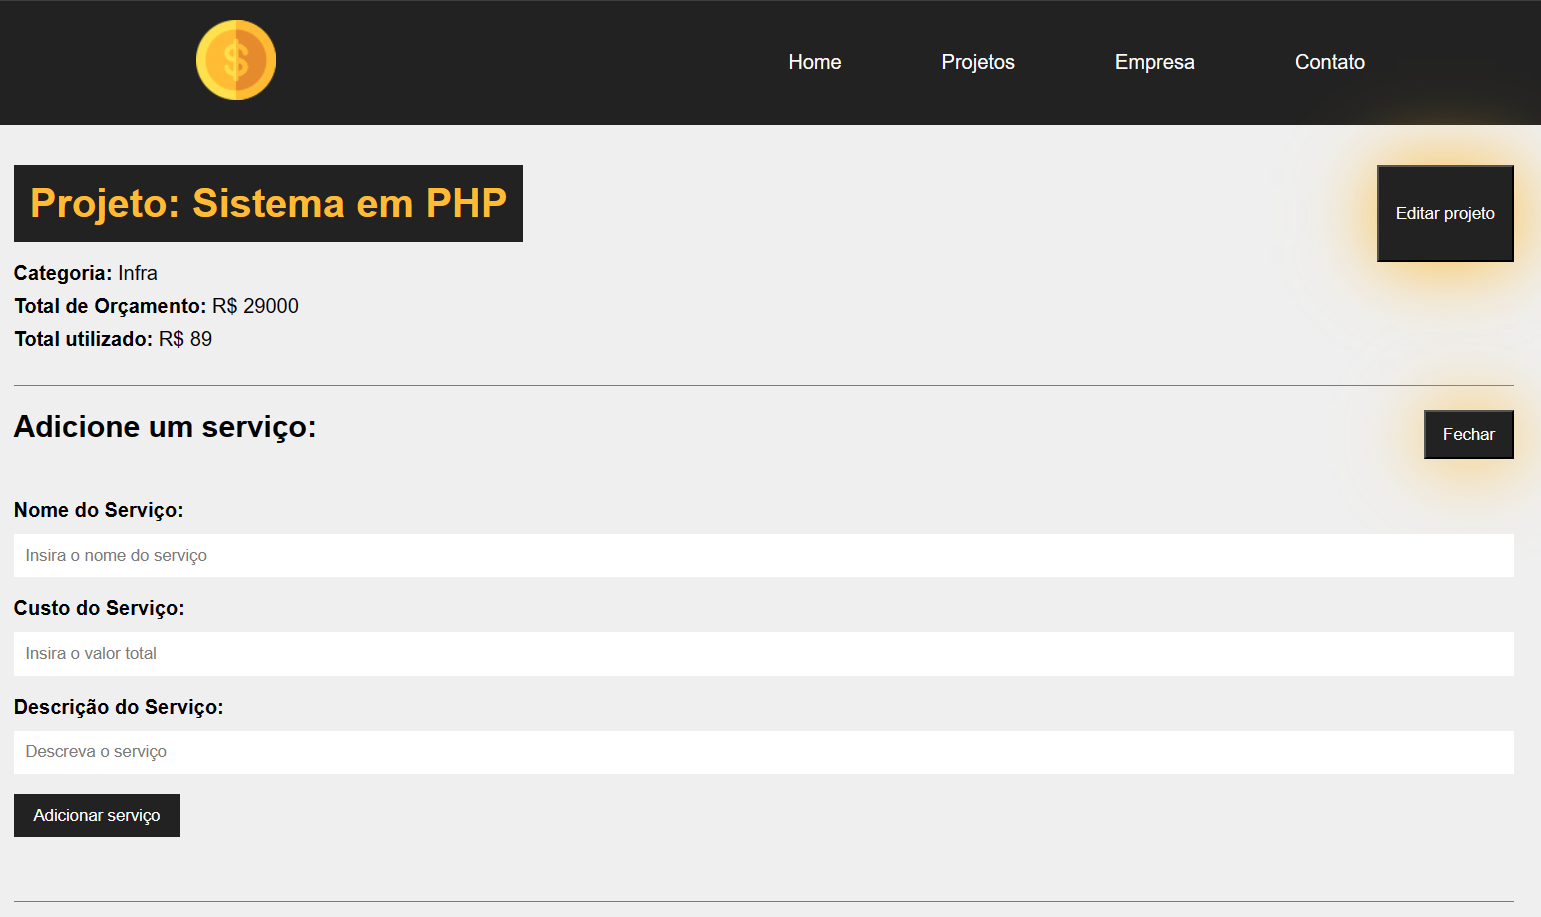 $
Home Projetos Empresa Contato
Projeto: Sistema em PHP
Editar projeto
Categoria: Infra
Total de Orçamento: R$ 29000
Total utilizado: R$ 89
Adicione um serviço:
Fechar
Nome do Serviço:
Insira o nome do serviço
Custo do Serviço:
Insira o valor total
Descrição do Serviço:
Descreva o serviço
Adicionar serviço